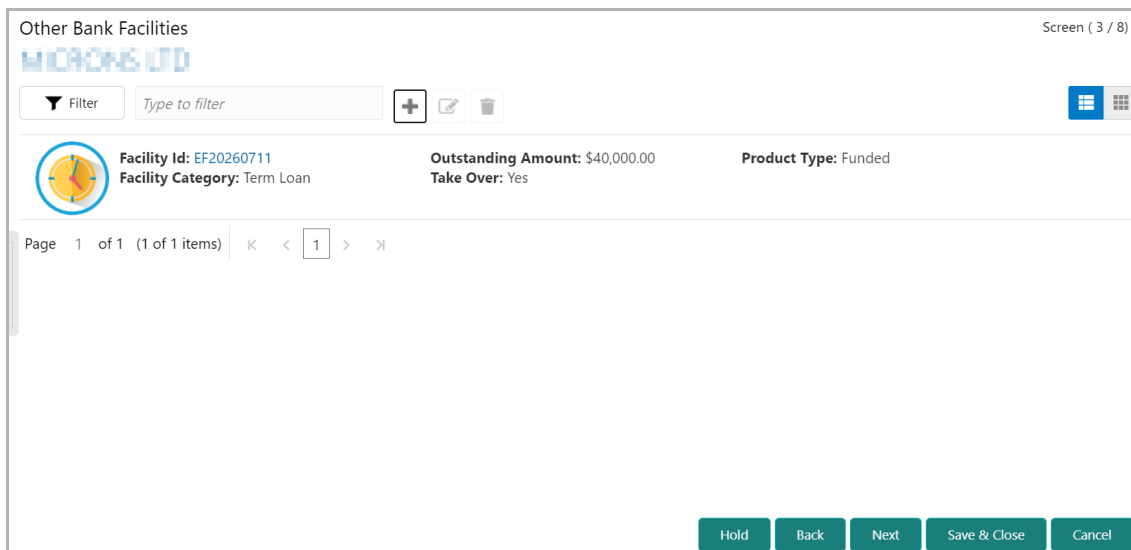 Other Bank Facilities
Screen ( 3 / 8)
MICRONS LTD
Filter
Type to filter
Facility Id: EF20260711
Outstanding Amount: $40,000.00
Product Type: Funded
Facility Category: Term Loan
Take Over: Yes
Page 1 of 1 (1 of 1 items) 1
Hold Back Next Save & Close Cancel